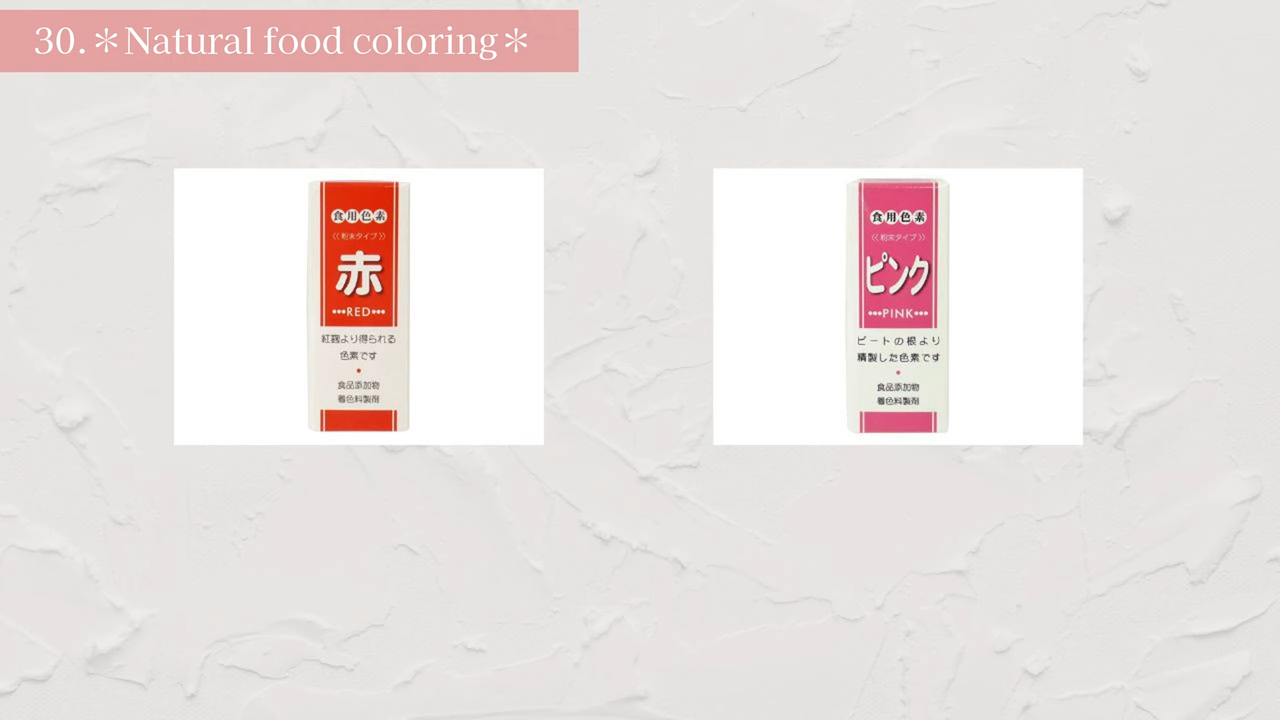 30.＊Natural food coloring＊
食用色素
《粉末タイプ》
赤
•••RED•••
紅麹より得られる
色素です
食品添加物
着色料製剤
食用色素
《粉末タイプ》
ピンク
•••PINK•••
ビートの根より
精製した色素です
食品添加物
着色料製剤